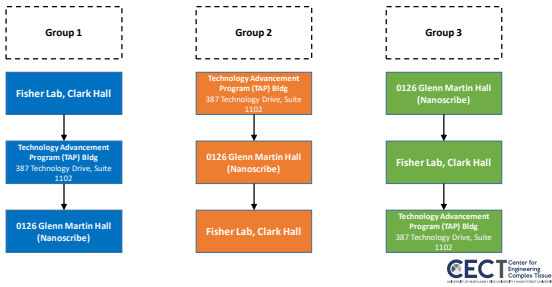 Group 1
Group 2
Group 3
Fisher Lab, Clark Hall
Technology Advancement
Program (TAP) Bldg
387 Technology Drive, Suite
1102
0126 Glenn Martin Hall
(Nanoscribe)
Technology Advancement
Program (TAP) Bldg
387 Technology Drive, Suite
1102
0126 Glenn Martin Hall
(Nanoscribe)
Fisher Lab, Clark Hall
0126 Glenn Martin Hall
(Nanoscribe)
Fisher Lab, Clark Hall
Technology Advancement
Program (TAP) Bldg
387 Technology Drive, Suite
1102
CECT
Center for
Engineering
Complex Tissue